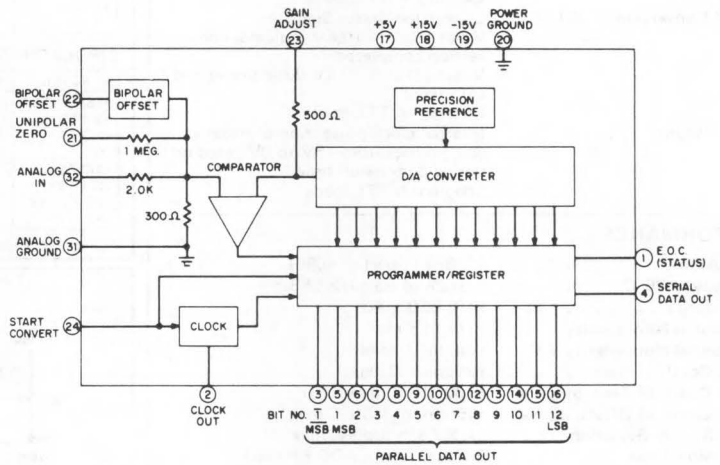 GAIN ADJUST
23
+5V +15V -15V
17 18 19
POWER GROUND
20
BIPOLAR OFFSET
22
BIPOLAR OFFSET
500 Ω
PRECISION REFERENCE
UNIPOLAR ZERO
21
1 MEG.
COMPARATOR
D/A CONVERTER
ANALOG IN
32
2.0K
300 Ω
ANALOG GROUND
31
PROGRAMMER/REGISTER
1
E.O.C. (STATUS)
4
SERIAL DATA OUT
START CONVERT
24
CLOCK
2
CLOCK OUT
3 5 6 7 8 9 10 11 12 13 14 15 16
BIT NO. 1 1 2 3 4 5 6 7 8 9 10 11 12
MSB MSB LSB
PARALLEL DATA OUT